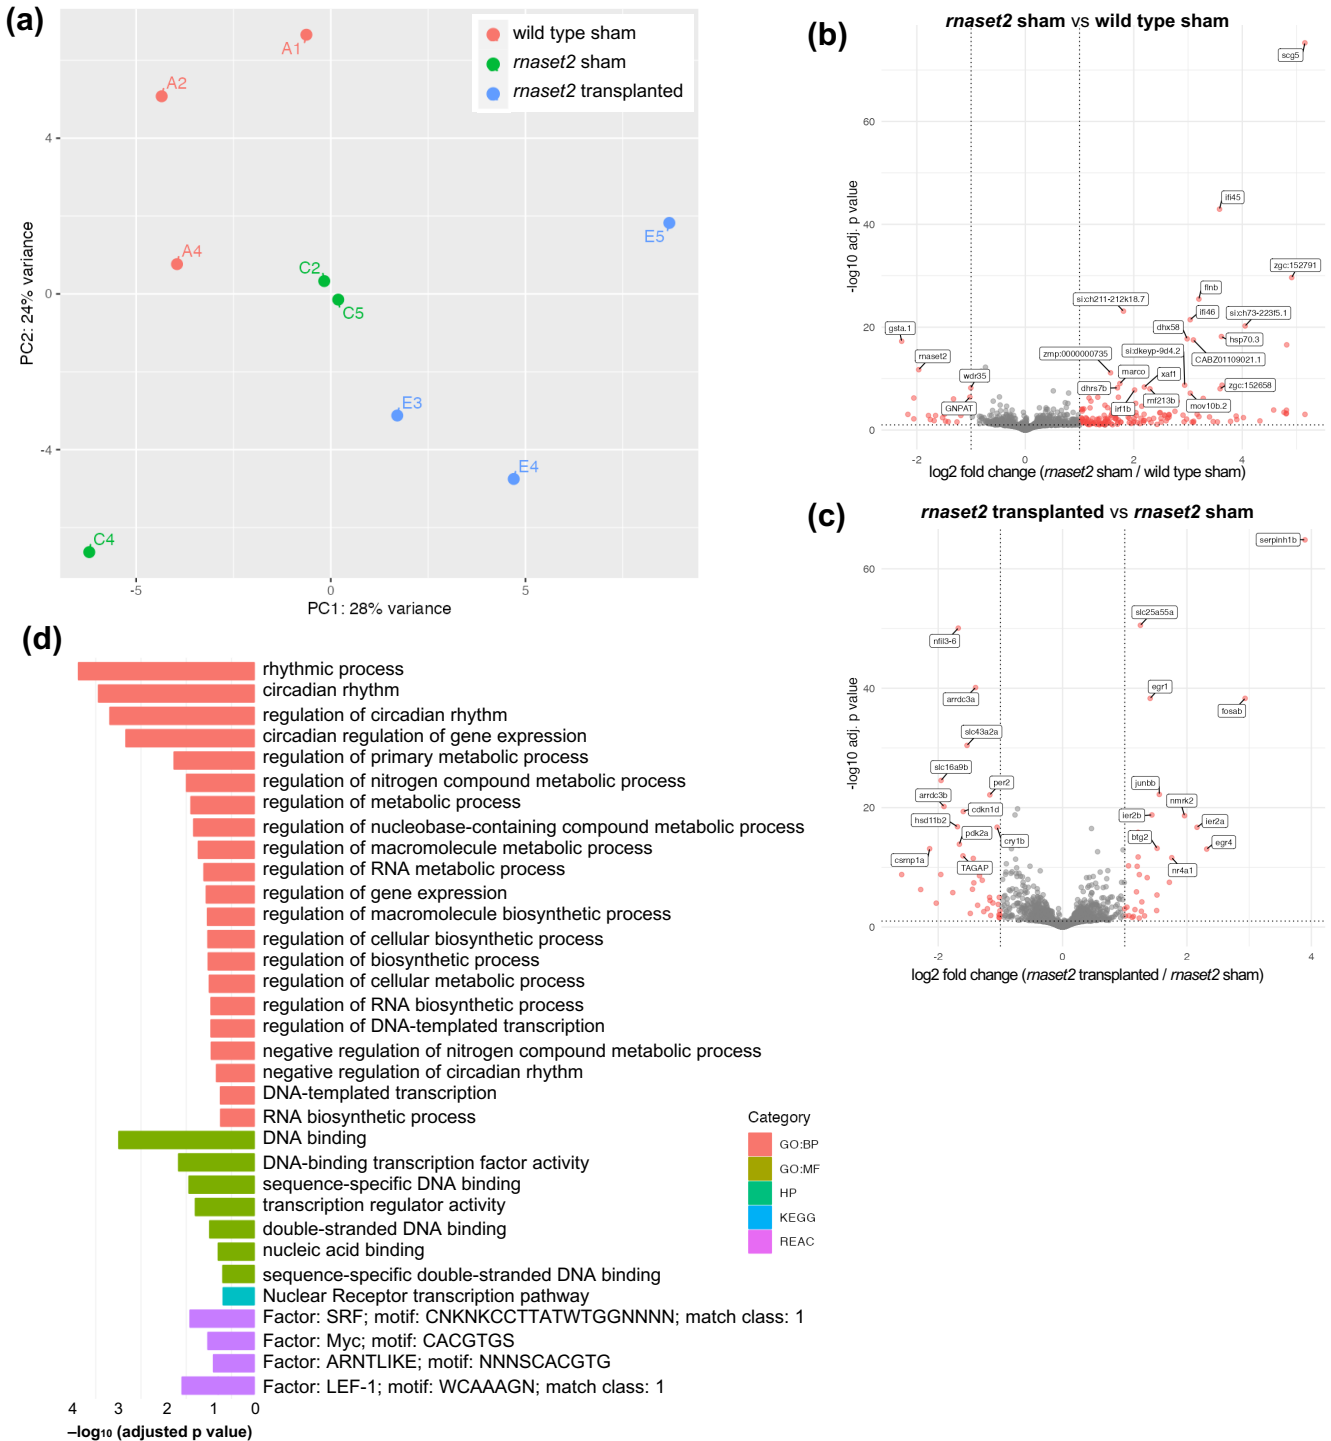 (a)
wild type sham
rnaset2 sham
rnaset2 transplanted
A1
A2
A4
C2
C5
E5
E3
E4
C4
4
0
-4
-5
0
5
PC2: 24% variance
PC1: 28% variance
(b)
rnaset2 sham vs wild type sham
scg5
ifi45
zgc:152791
flnb
si:ch211-212k18.7
ifi46
si:ch73-223f5.1
dhx58
gsta.1
hsp70.3
zmp:0000000735
si:dkeyp-9d4.2
CABZ01109021.1
rnaset2
wdr35
marco
xaf1
dhrs7b
zgc:152658
GNPAT
irf1b
rnf213b
mov10b.2
60
40
20
0
-2
0
2
4
-log10 adj. p value
log2 fold change (rnaset2 sham / wild type sham)
(c)
rnaset2 transplanted vs rnaset2 sham
serpinh1b
slc25a55a
nfil3-6
egr1
arrdc3a
fosab
slc43a2a
slc16a9b
per2
junbb
arrdc3b
nmrk2
cdkn1d
hsd11b2
ier2b
ier2a
pdk2a
cry1b
btg2
egr4
csmp1a
TAGAP
nr4a1
60
40
20
0
-2
0
2
4
-log10 adj. p value
log2 fold change (rnaset2 transplanted / rnaset2 sham)
(d)
rhythmic process
circadian rhythm
regulation of circadian rhythm
circadian regulation of gene expression
regulation of primary metabolic process
regulation of nitrogen compound metabolic process
regulation of metabolic process
regulation of nucleobase-containing compound metabolic process
regulation of macromolecule metabolic process
regulation of RNA metabolic process
regulation of gene expression
regulation of macromolecule biosynthetic process
regulation of cellular biosynthetic process
regulation of biosynthetic process
regulation of cellular metabolic process
regulation of RNA biosynthetic process
regulation of DNA-templated transcription
negative regulation of nitrogen compound metabolic process
negative regulation of circadian rhythm
DNA-templated transcription
RNA biosynthetic process
DNA binding
DNA-binding transcription factor activity
sequence-specific DNA binding
transcription regulator activity
double-stranded DNA binding
nucleic acid binding
sequence-specific double-stranded DNA binding
Nuclear Receptor transcription pathway
Factor: SRF; motif: CNKNKCCTTATWTGGNNNN; match class: 1
Factor: Myc; motif: CACGTGS
Factor: ARNTLIKE; motif: NNNSCACGTG
Factor: LEF-1; motif: WCAAAGN; match class: 1
4 3 2 1 0
–log₁₀ (adjusted p value)
Category
GO:BP
GO:MF
HP
KEGG
REAC